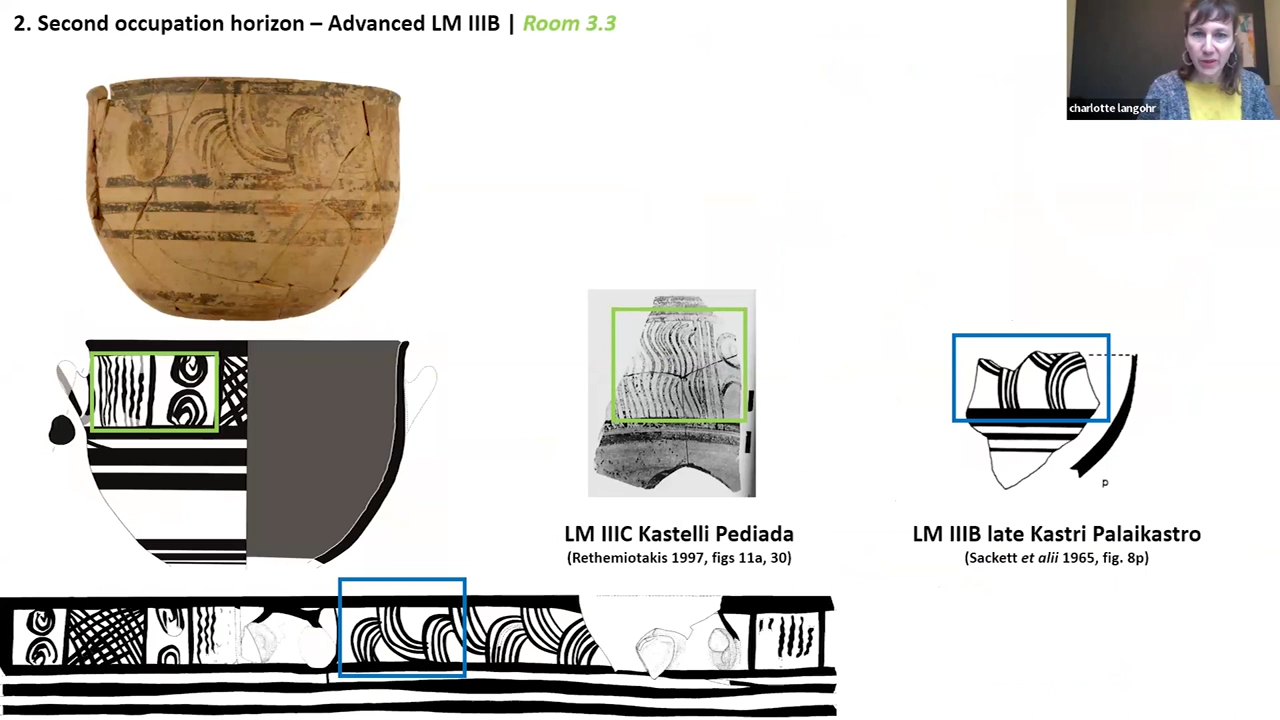 2. Second occupation horizon – Advanced LM IIIB | Room 3.3
charlotte langohr
LM IIIC Kastelli Pediada
(Rethemiotakis 1997, figs 11a, 30)
p
LM IIIB late Kastri Palaikastro
(Sackett et alii 1965, fig. 8p)